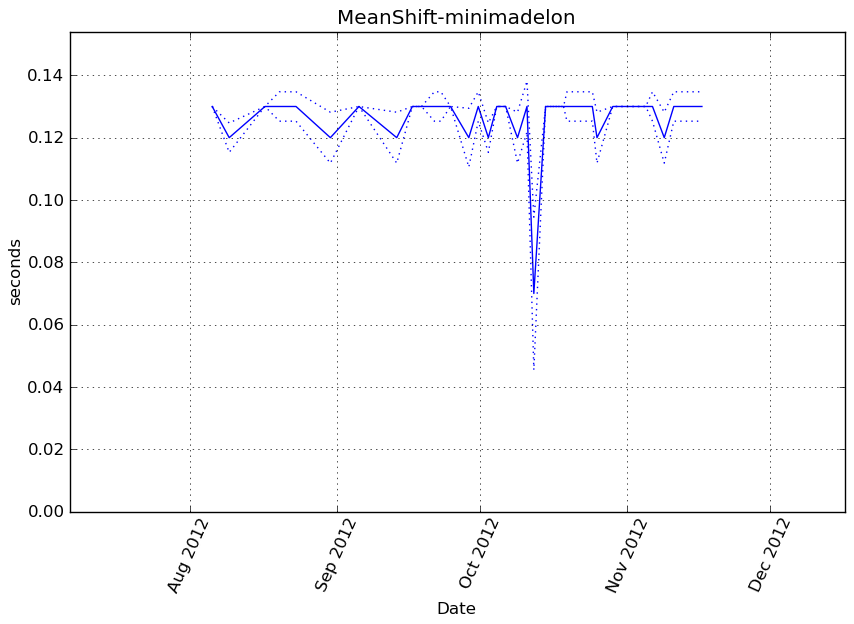 MeanShift-minimadelon
0.14
0.12
0.10
0.08
0.06
0.04
0.02
0.00
seconds
Aug 2012
Sep 2012
Oct 2012
Nov 2012
Dec 2012
Date